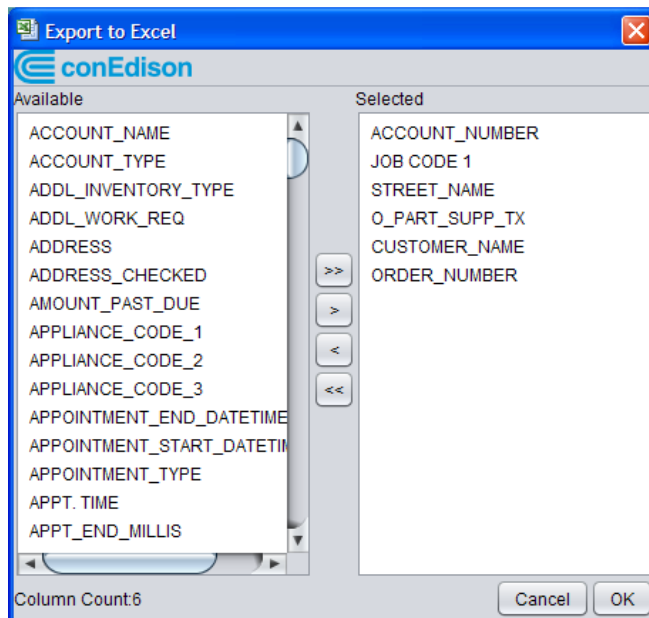 Export to Excel
conEdison
Available
Selected
ACCOUNT_NAME
ACCOUNT_TYPE
ADDL_INVENTORY_TYPE
ADDL_WORK_REQ
ADDRESS
ADDRESS_CHECKED
AMOUNT_PAST_DUE
APPLIANCE_CODE_1
APPLIANCE_CODE_2
APPLIANCE_CODE_3
APPOINTMENT_END_DATETIME
APPOINTMENT_START_DATETIM
APPOINTMENT_TYPE
APPT. TIME
APPT_END_MILLIS
>>
>
<
<<
ACCOUNT_NUMBER
JOB CODE 1
STREET_NAME
O_PART_SUPP_TX
CUSTOMER_NAME
ORDER_NUMBER
Column Count:6
Cancel
OK